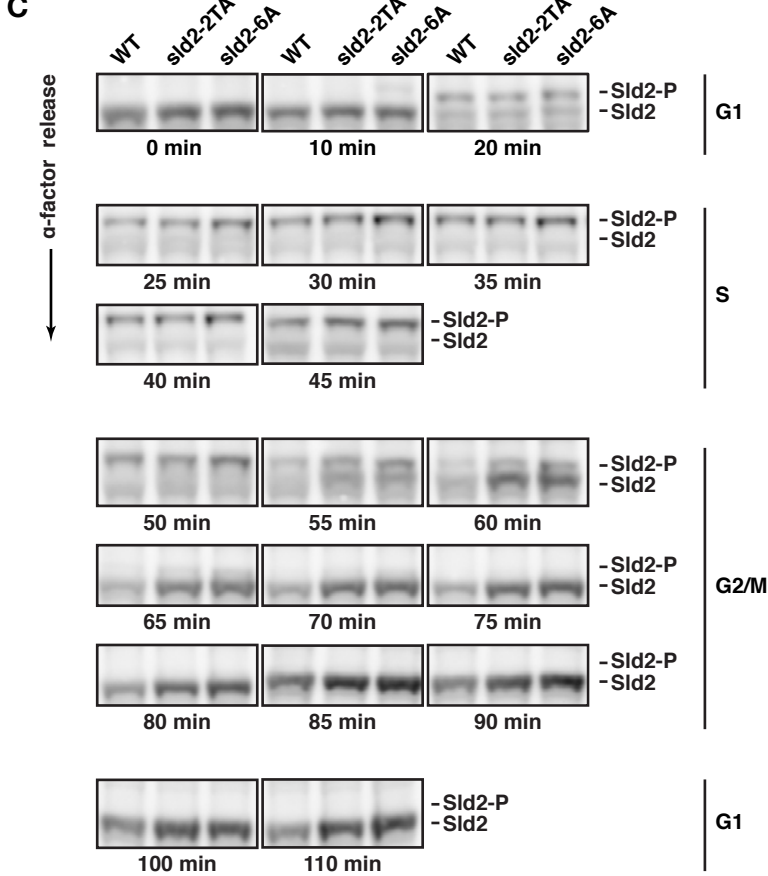 C
WT sld2-2TA sld2-6A WT sld2-2TA sld2-6A WT sld2-2TA sld2-6A
α-factor release
-Sld2-P
-Sld2
G1
0 min 10 min 20 min
-Sld2-P
-Sld2
25 min 30 min 35 min
S
-Sld2-P
-Sld2
40 min 45 min
-Sld2-P
-Sld2
50 min 55 min 60 min
-Sld2-P
-Sld2
G2/M
65 min 70 min 75 min
-Sld2-P
-Sld2
80 min 85 min 90 min
-Sld2-P
-Sld2
G1
100 min 110 min